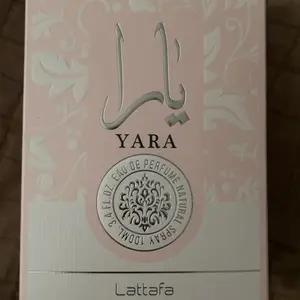 يارا
YARA
EAU DE PERFUME NATURAL SPRAY 100ML. 3.4 FL.OZ.
Lattafa